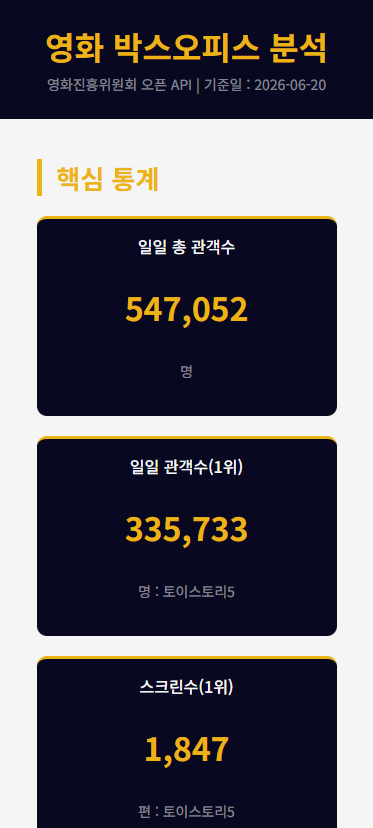 영화 박스오피스 분석
영화진흥위원회 오픈 API | 기준일 : 2026-06-20
핵심 통계
일일 총 관객수
547,052
명
일일 관객수(1위)
335,733
명 : 토이스토리5
스크린수(1위)
1,847
편 : 토이스토리5